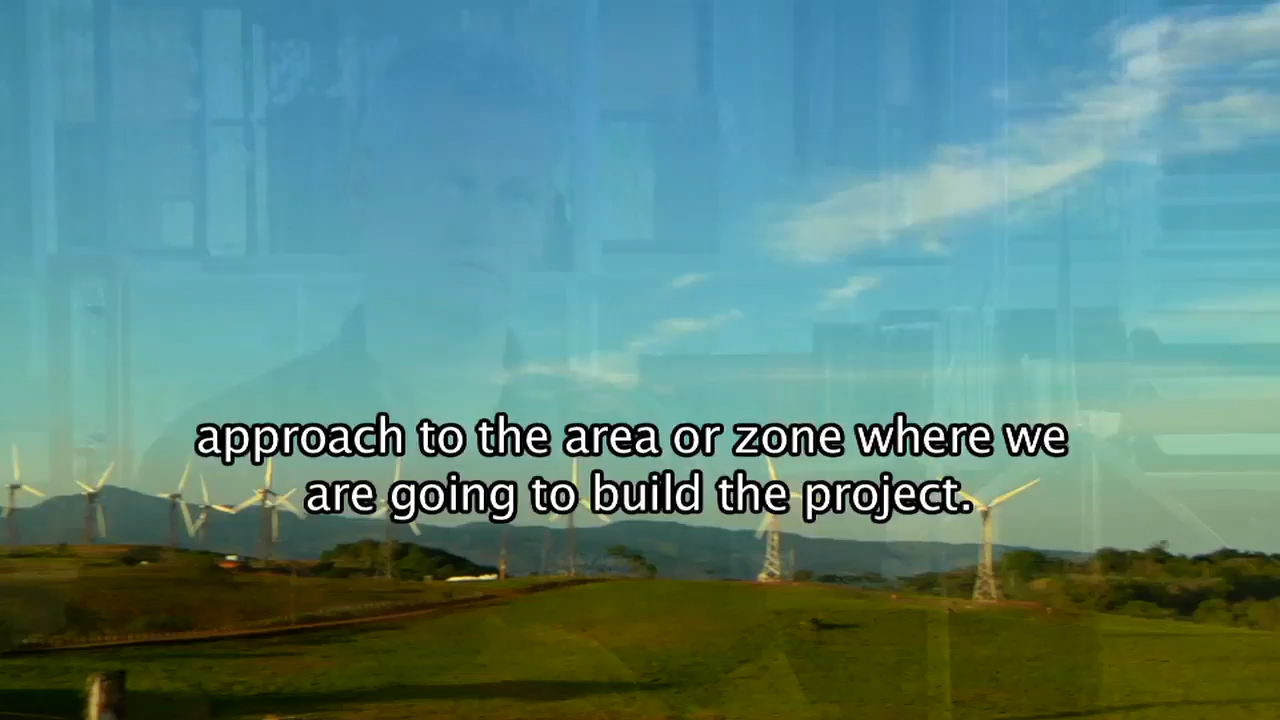 approach to the area or zone where we
are going to build the project.